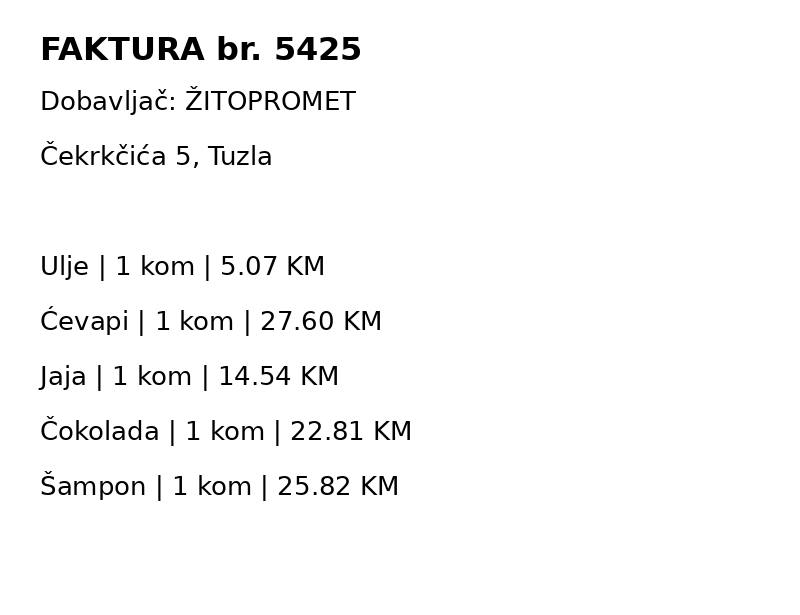 FAKTURA br. 5425
Dobavljač: ŽITOPROMET
Čekrkčića 5, Tuzla
Ulje | 1 kom | 5.07 KM
Ćevapi | 1 kom | 27.60 KM
Jaja | 1 kom | 14.54 KM
Čokolada | 1 kom | 22.81 KM
Šampon | 1 kom | 25.82 KM